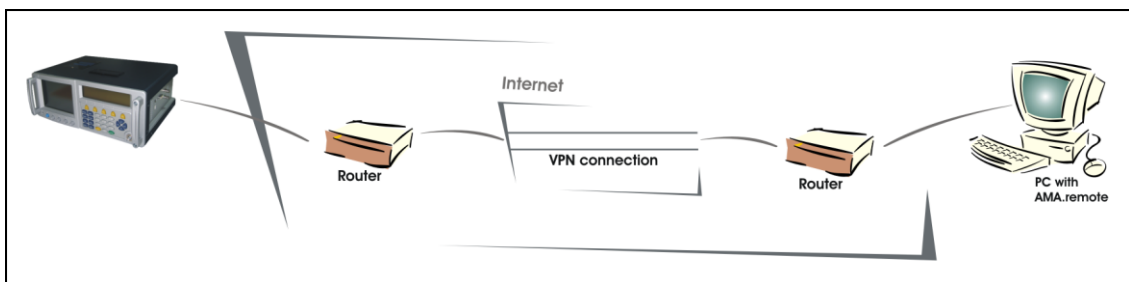 Internet
VPN connection
Router
Router
PC with
AMA.remote